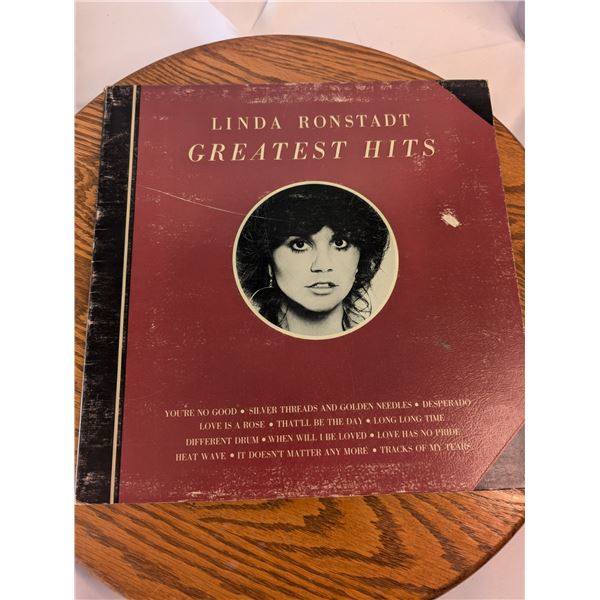 LINDA RONSTADT
GREATEST HITS
YOU'RE NO GOOD • SILVER THREADS AND GOLDEN NEEDLES • DESPERADO
LOVE IS A ROSE • THAT'LL BE THE DAY • LONG LONG TIME
DIFFERENT DRUM • WHEN WILL I BE LOVED • LOVE HAS NO PRIDE
HEAT WAVE • IT DOESN'T MATTER ANY MORE • TRACKS OF MY TEARS